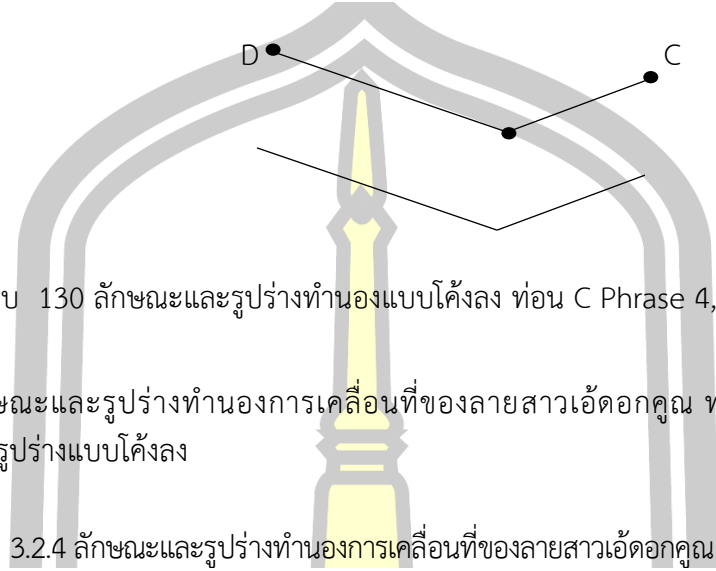 D C
บ 130 ลักษณะและรูปร่างทำนองแบบโค้งลง ท่อน C Phrase 4,
ษณะและรูปร่างทำนองการเคลื่อนที่ของลายสาวเอ้ดอกคูณ ท
รูปร่างแบบโค้งลง
3.2.4 ลักษณะและรูปร่างทำนองการเคลื่อนที่ของลายสาวเอ้ดอกคูณ